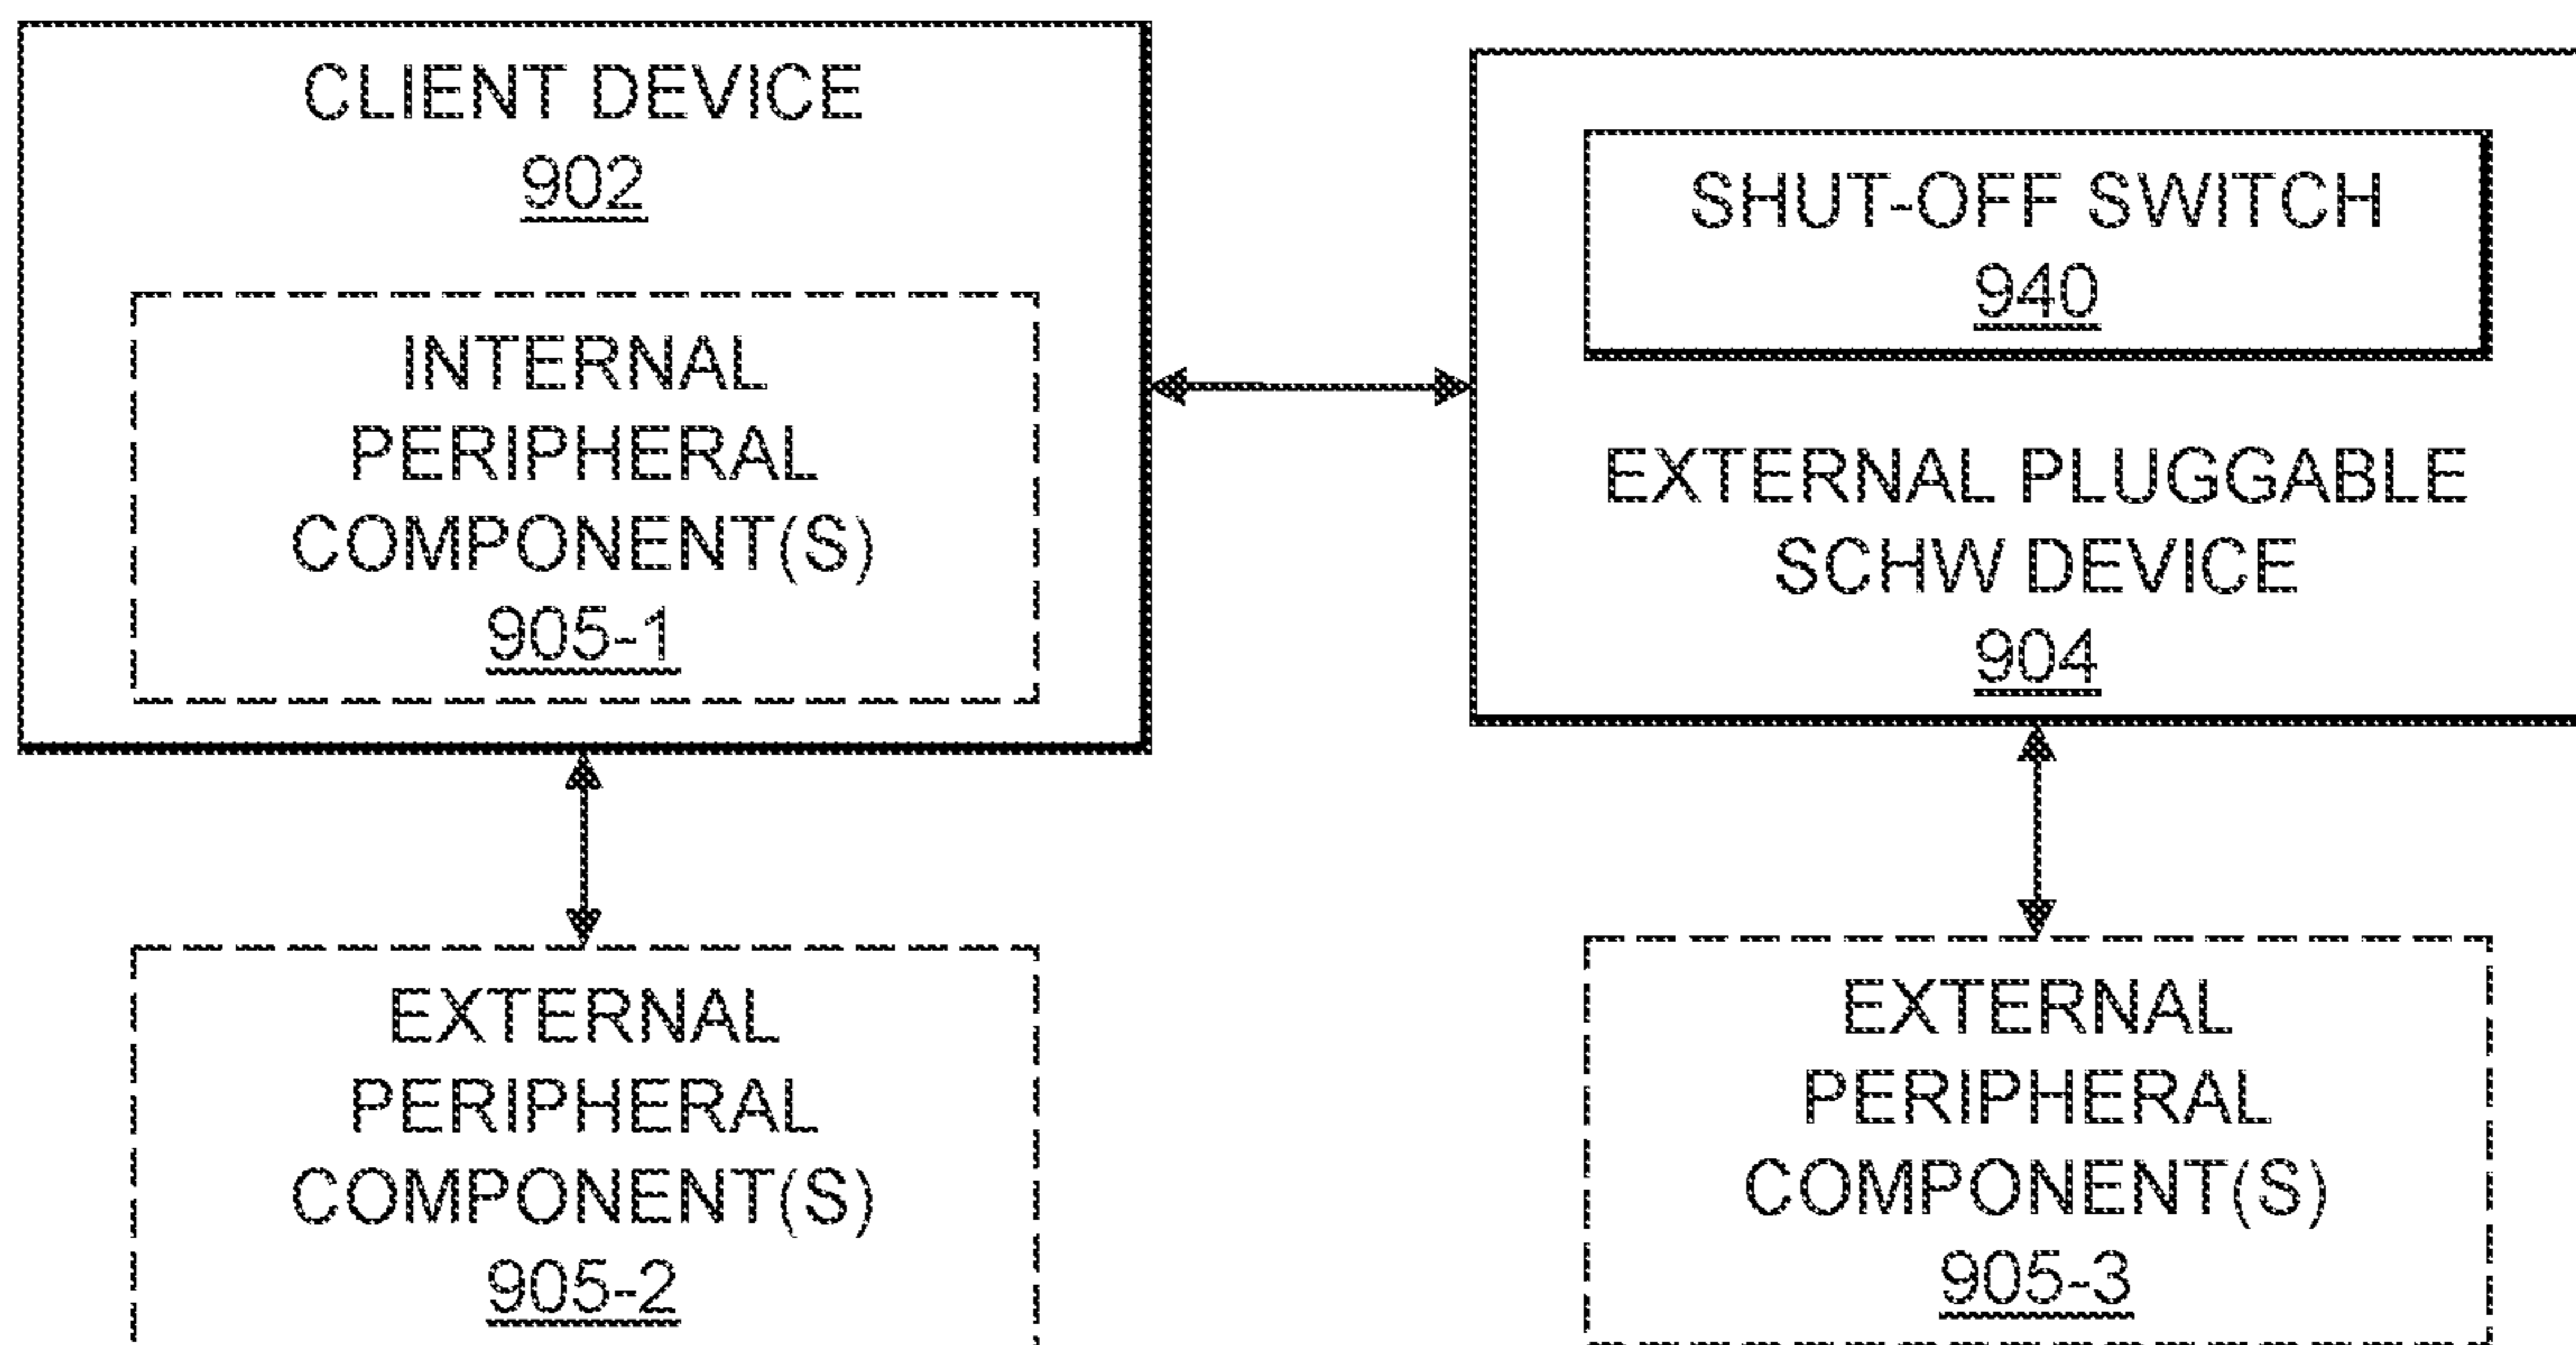 CLIENT DEVICE
902
INTERNAL
PERIPHERAL
COMPONENT(S)
905-1
SHUT-OFF SWITCH
940
EXTERNAL PLUGGABLE
SCHW DEVICE
904
EXTERNAL
PERIPHERAL
COMPONENT(S)
905-2
EXTERNAL
PERIPHERAL
COMPONENT(S)
905-3